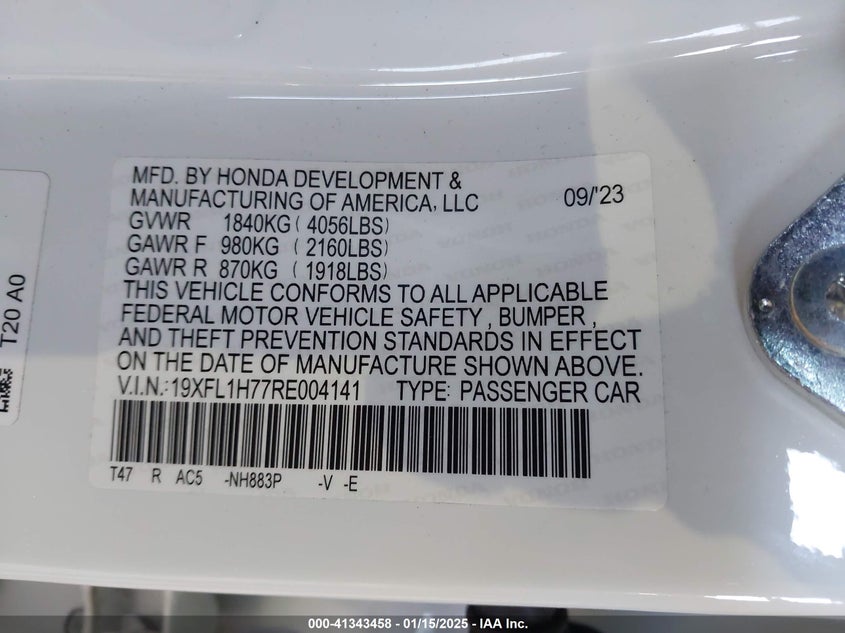 MFD. BY HONDA DEVELOPMENT &
MANUFACTURING OF AMERICA, LLC 09/'23
GVWR 1840KG ( 4056LBS)
GAWR F 980KG ( 2160LBS)
GAWR R 870KG ( 1918LBS)
THIS VEHICLE CONFORMS TO ALL APPLICABLE
FEDERAL MOTOR VEHICLE SAFETY , BUMPER ,
AND THEFT PREVENTION STANDARDS IN EFFECT
ON THE DATE OF MANUFACTURE SHOWN ABOVE.
V.I.N.:19XFL1H77RE004141 TYPE: PASSENGER CAR
T47 R AC5 -NH883P -V -E
T20 A0
000-41343458 - 01/15/2025 - IAA Inc.